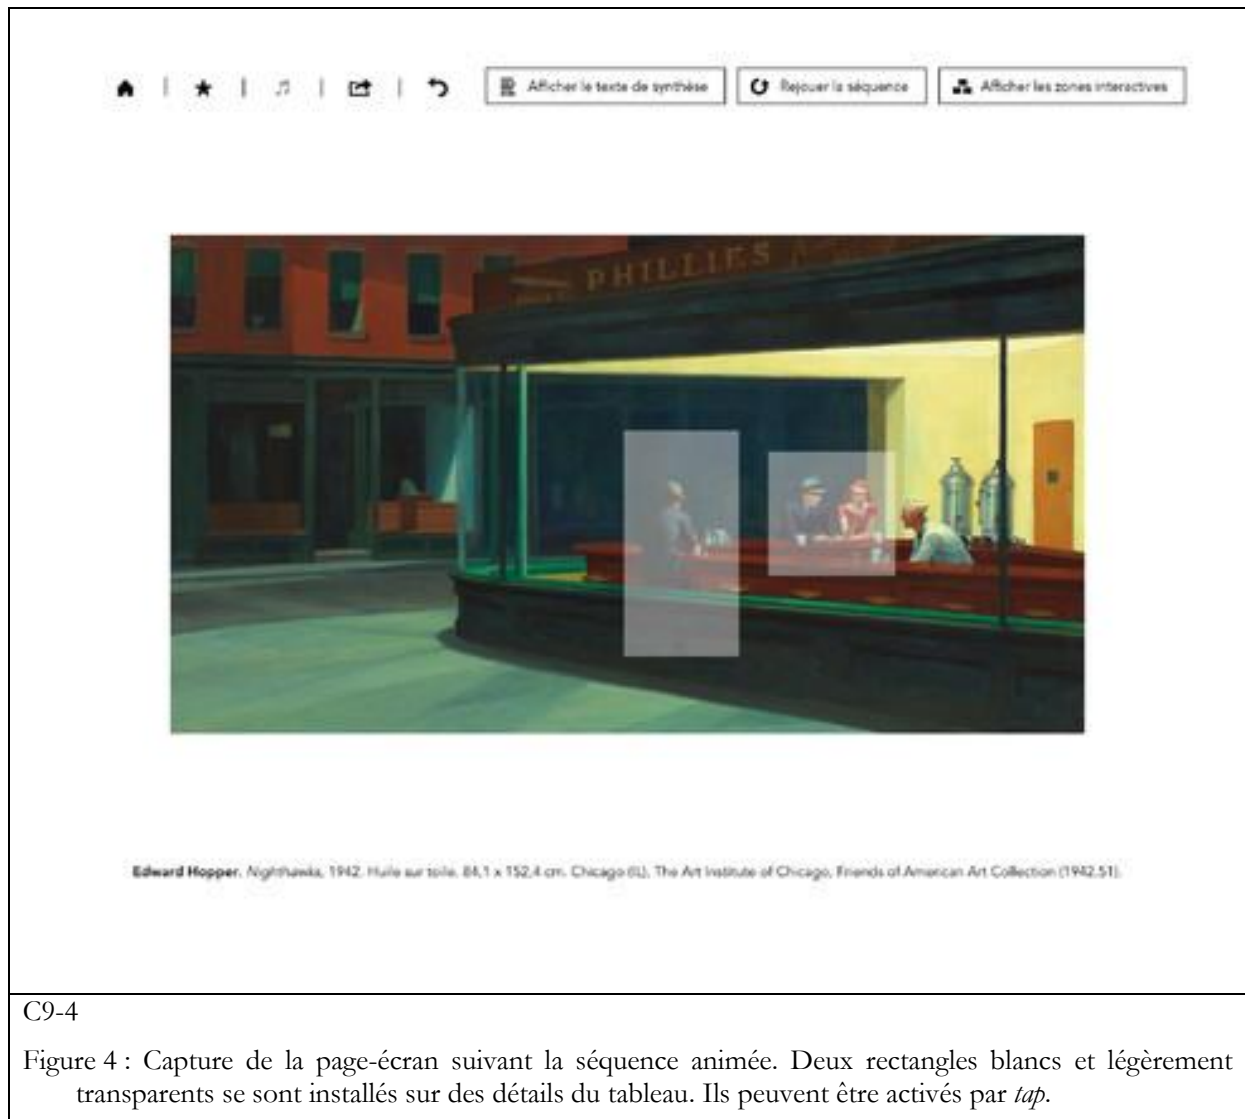 Afficher le texte de synthèse Rejouer la séquence Afficher les zones interactives
PHILLIES
Edward Hopper. Nighthawks, 1942. Huile sur toile. 84,1 x 152,4 cm. Chicago (IL), The Art Institute of Chicago, Friends of American Art Collection (1942.51).
C9-4
Figure 4 : Capture de la page-écran suivant la séquence animée. Deux rectangles blancs et légèrement
transparents se sont installés sur des détails du tableau. Ils peuvent être activés par tap.